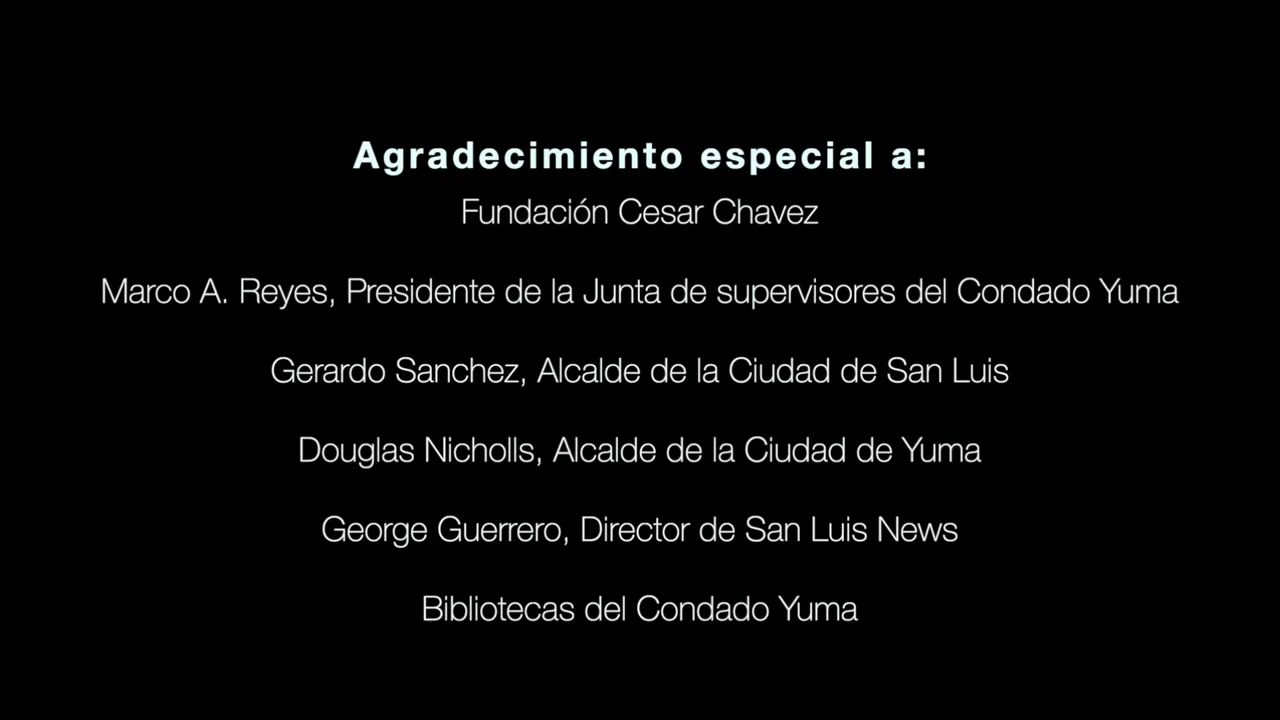 Agradecimiento especial a:
Fundación Cesar Chavez
Marco A. Reyes, Presidente de la Junta de supervisores del Condado Yuma
Gerardo Sanchez, Alcalde de la Ciudad de San Luis
Douglas Nicholls, Alcalde de la Ciudad de Yuma
George Guerrero, Director de San Luis News
Bibliotecas del Condado Yuma